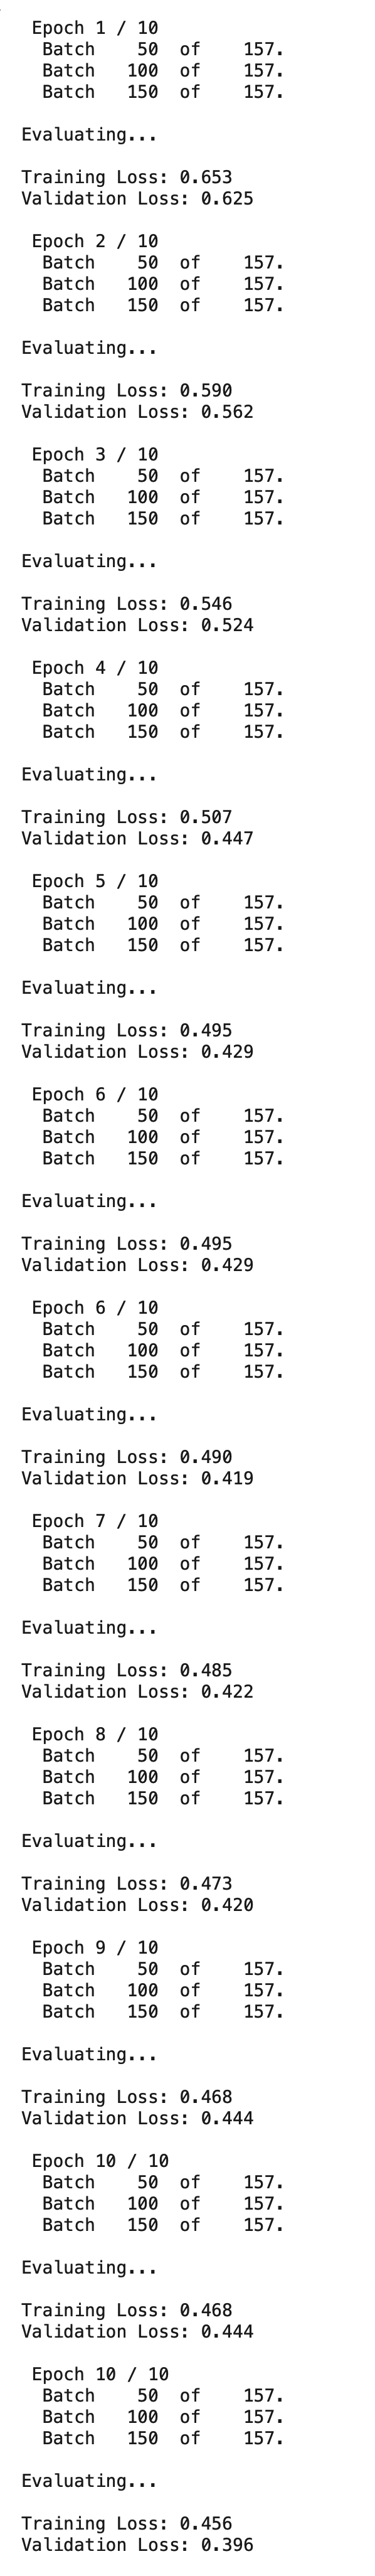 Epoch 1 / 10
Batch 50 of 157.
Batch 100 of 157.
Batch 150 of 157.
Evaluating...
Training Loss: 0.653
Validation Loss: 0.625
Epoch 2 / 10
Batch 50 of 157.
Batch 100 of 157.
Batch 150 of 157.
Evaluating...
Training Loss: 0.590
Validation Loss: 0.562
Epoch 3 / 10
Batch 50 of 157.
Batch 100 of 157.
Batch 150 of 157.
Evaluating...
Training Loss: 0.546
Validation Loss: 0.524
Epoch 4 / 10
Batch 50 of 157.
Batch 100 of 157.
Batch 150 of 157.
Evaluating...
Training Loss: 0.507
Validation Loss: 0.447
Epoch 5 / 10
Batch 50 of 157.
Batch 100 of 157.
Batch 150 of 157.
Evaluating...
Training Loss: 0.495
Validation Loss: 0.429
Epoch 6 / 10
Batch 50 of 157.
Batch 100 of 157.
Batch 150 of 157.
Evaluating...
Training Loss: 0.495
Validation Loss: 0.429
Epoch 6 / 10
Batch 50 of 157.
Batch 100 of 157.
Batch 150 of 157.
Evaluating...
Training Loss: 0.490
Validation Loss: 0.419
Epoch 7 / 10
Batch 50 of 157.
Batch 100 of 157.
Batch 150 of 157.
Evaluating...
Training Loss: 0.485
Validation Loss: 0.422
Epoch 8 / 10
Batch 50 of 157.
Batch 100 of 157.
Batch 150 of 157.
Evaluating...
Training Loss: 0.473
Validation Loss: 0.420
Epoch 9 / 10
Batch 50 of 157.
Batch 100 of 157.
Batch 150 of 157.
Evaluating...
Training Loss: 0.468
Validation Loss: 0.444
Epoch 10 / 10
Batch 50 of 157.
Batch 100 of 157.
Batch 150 of 157.
Evaluating...
Training Loss: 0.468
Validation Loss: 0.444
Epoch 10 / 10
Batch 50 of 157.
Batch 100 of 157.
Batch 150 of 157.
Evaluating...
Training Loss: 0.456
Validation Loss: 0.396